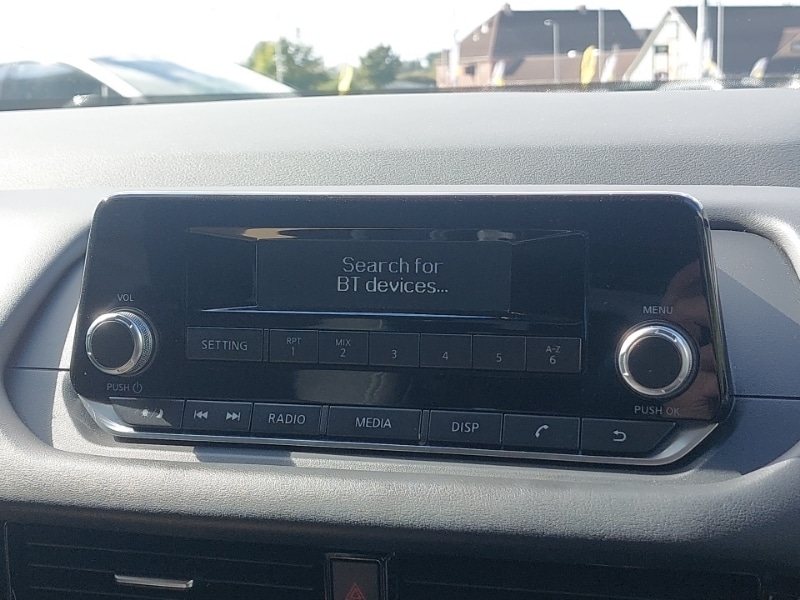 Search for
BT devices...
VOL
MENU
SETTING
RPT
1
MIX
2
3
4
5
A-Z
6
PUSH
PUSH OK
RADIO
MEDIA
DISP